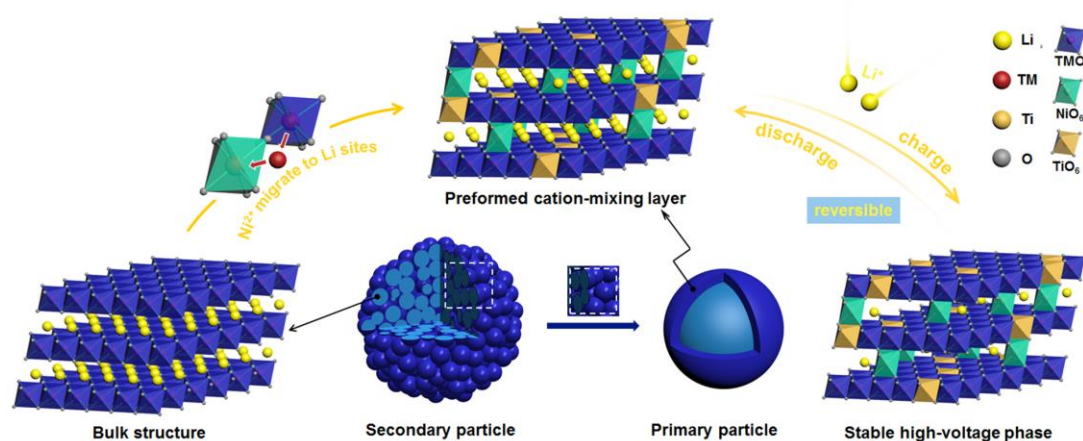 Li
TMO
TM
NiO₆
Ti
TiO₆
O
Li⁺
charge
discharge
reversible
Ni²⁺ migrate to Li sites
Preformed cation-mixing layer
Bulk structure
Secondary particle
Primary particle
Stable high-voltage phase